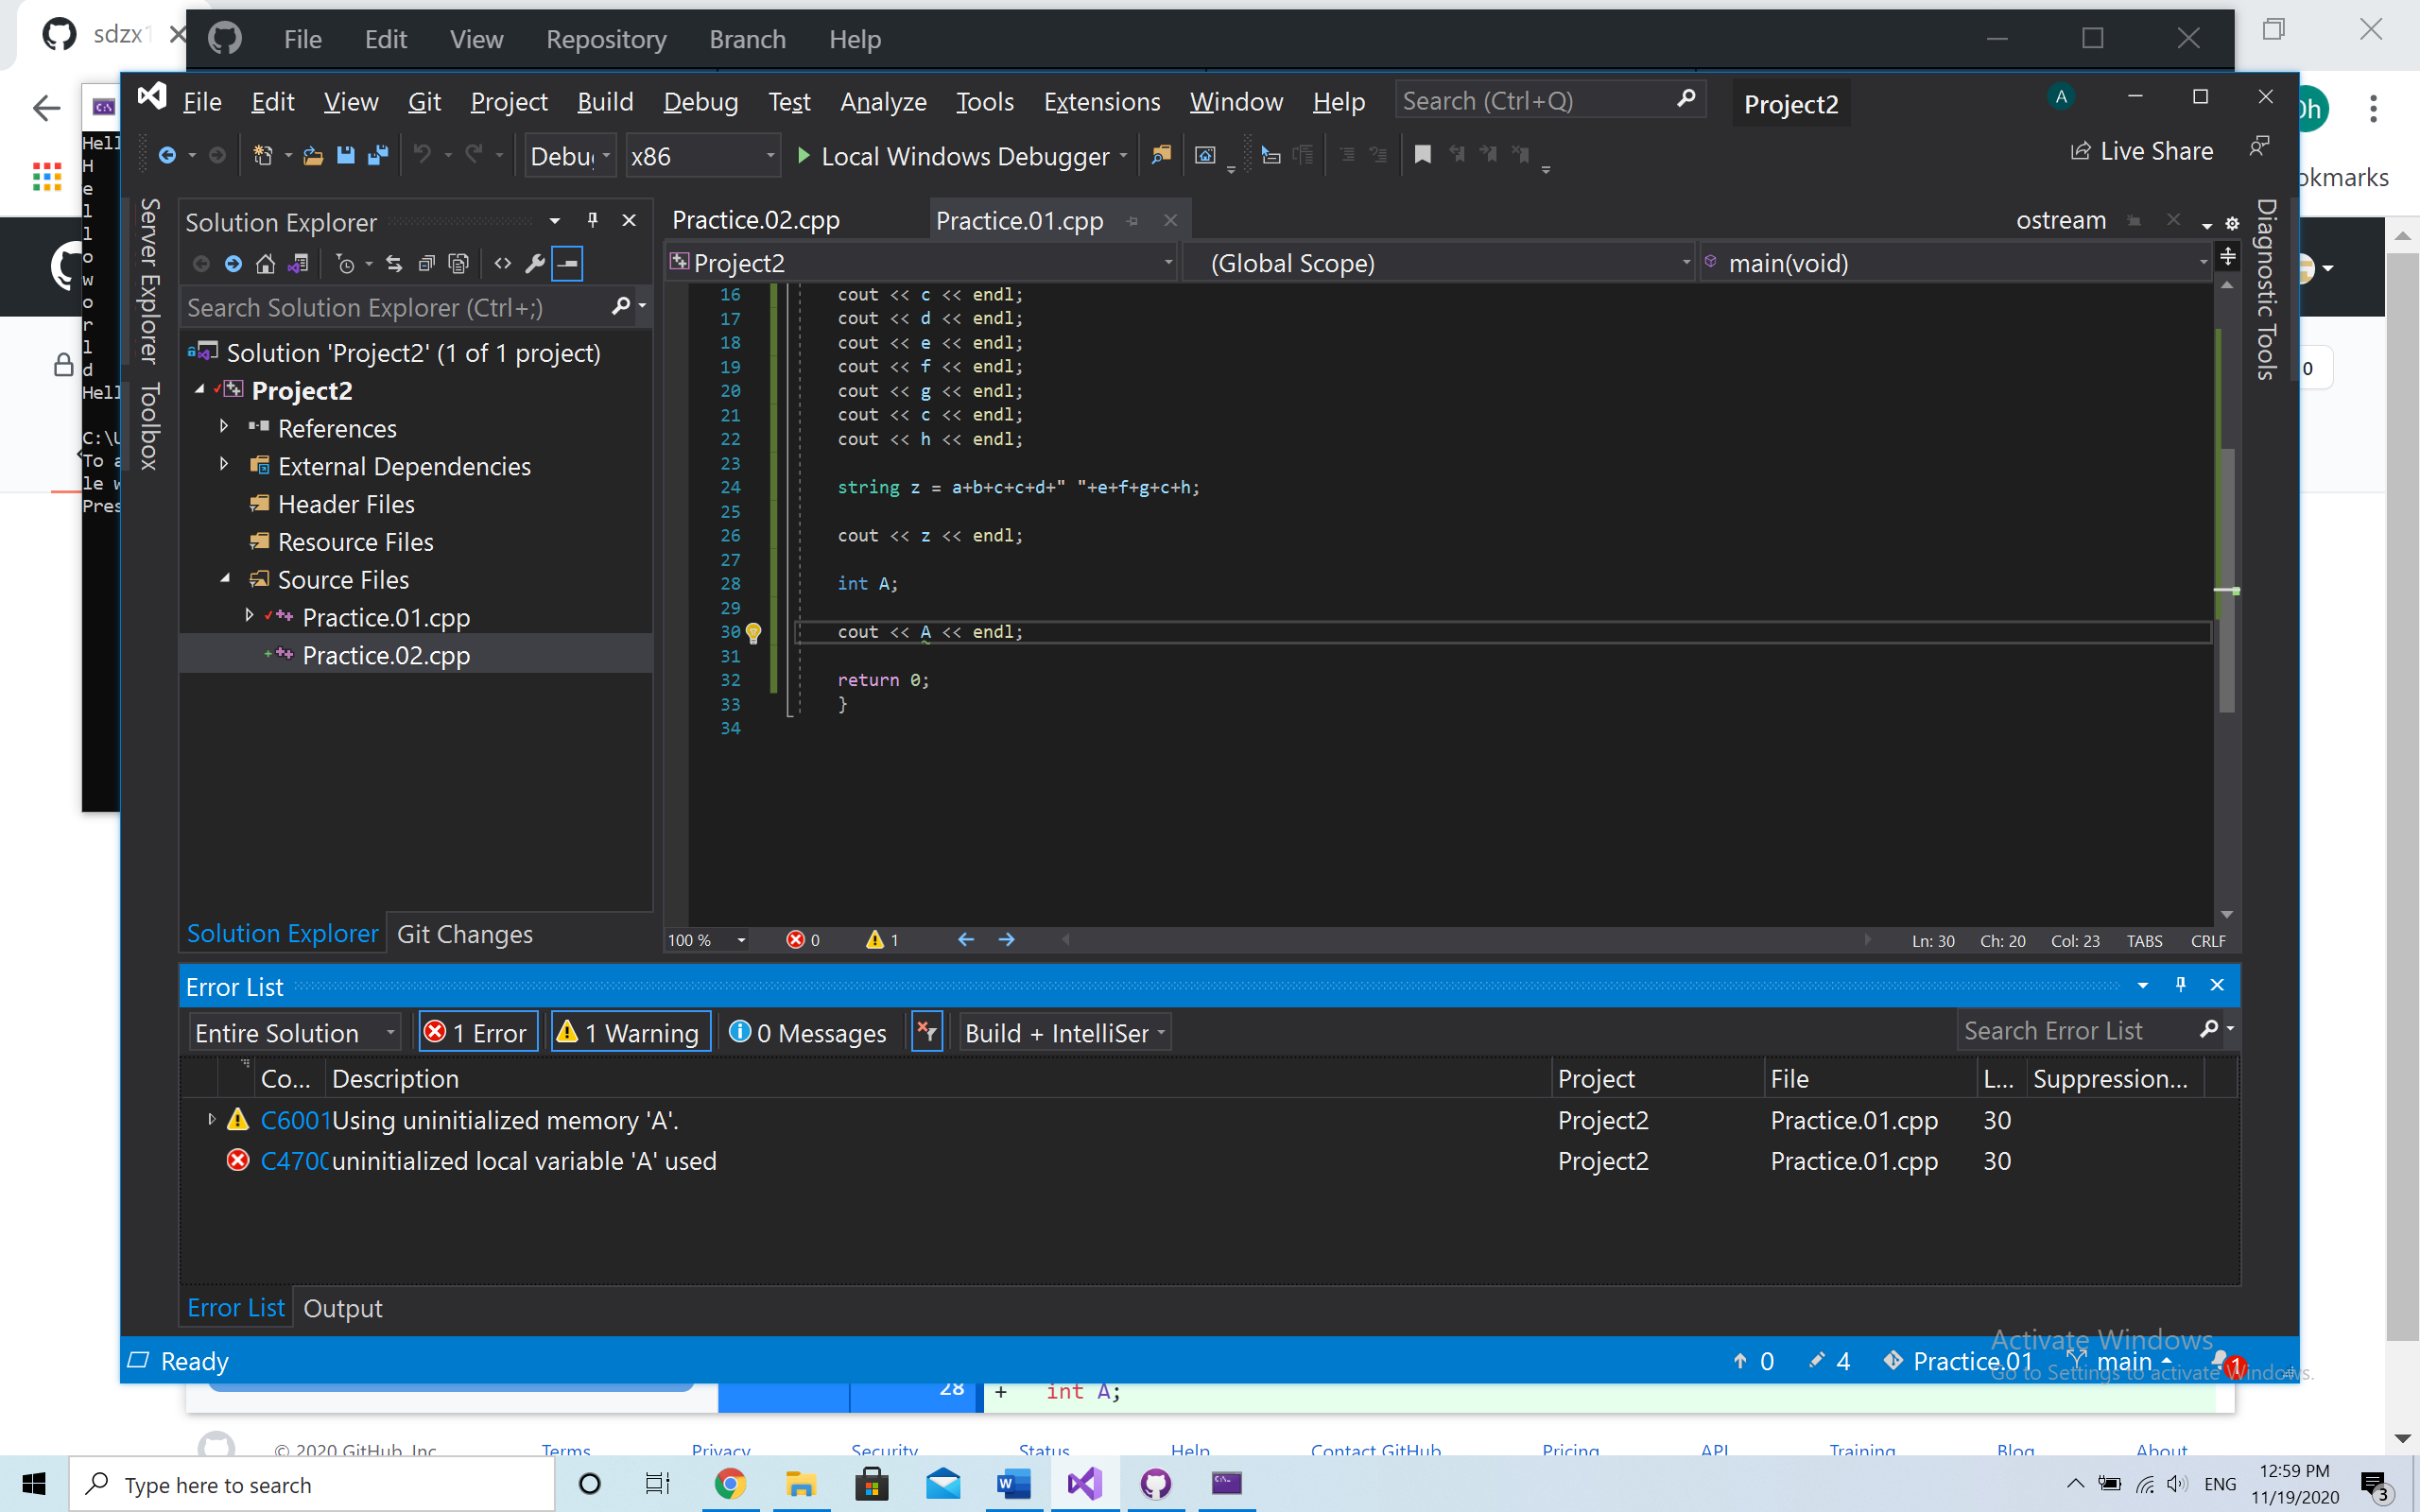 sdzx1
File Edit View Repository Branch Help
File Edit View Git Project Build Debug Test Analyze Tools Extensions Window Help Search (Ctrl+Q) Project2 A
Debu x86 Local Windows Debugger Live Share
okmarks
Dh
0
Hell
H
e
l
l
o
w
o
r
l
d
Hell
C:\U
To a
le w
Pres
Server Explorer
Toolbox
Solution Explorer
Search Solution Explorer (Ctrl+;)
Solution 'Project2' (1 of 1 project)
Project2
References
External Dependencies
Header Files
Resource Files
Source Files
Practice.01.cpp
Practice.02.cpp
Solution Explorer Git Changes
Practice.02.cpp Practice.01.cpp ostream
Project2 (Global Scope) main(void)
Diagnostic Tools
16 cout << c << endl;
17 cout << d << endl;
18 cout << e << endl;
19 cout << f << endl;
20 cout << g << endl;
21 cout << c << endl;
22 cout << h << endl;
23
24 string z = a+b+c+c+d+" "+e+f+g+c+h;
25
26 cout << z << endl;
27
28 int A;
29
30 cout << A << endl;
31
32 return 0;
33 }
34
100 % 0 1 Ln: 30 Ch: 20 Col: 23 TABS CRLF
Error List
Entire Solution 1 Error 1 Warning 0 Messages Build + IntelliSer Search Error List
Co... Description Project File L... Suppression...
C6001 Using uninitialized memory 'A'. Project2 Practice.01.cpp 30
C4700 uninitialized local variable 'A' used Project2 Practice.01.cpp 30
Error List Output
Activate Windows
Go to Settings to activate Windows.
Ready 0 4 Practice.01 main 1
28 + int A;
© 2020 GitHub, Inc. Terms Privacy Security Status Help Contact GitHub Pricing API Training Blog About
Type here to search ENG 12:59 PM
11/19/2020 3